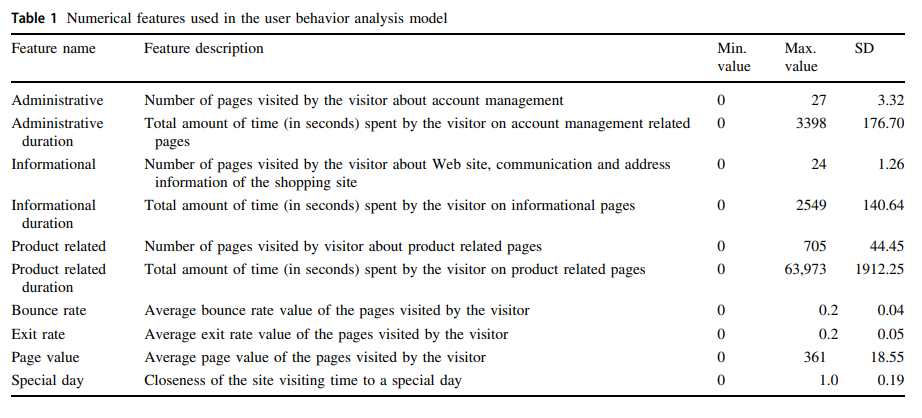 Table 1 Numerical features used in the user behavior analysis model
Feature name Feature description Min. value Max. value SD
Administrative Number of pages visited by the visitor about account management 0 27 3.32
Administrative duration Total amount of time (in seconds) spent by the visitor on account management related pages 0 3398 176.70
Informational Number of pages visited by the visitor about Web site, communication and address information of the shopping site 0 24 1.26
Informational duration Total amount of time (in seconds) spent by the visitor on informational pages 0 2549 140.64
Product related Number of pages visited by visitor about product related pages 0 705 44.45
Product related duration Total amount of time (in seconds) spent by the visitor on product related pages 0 63,973 1912.25
Bounce rate Average bounce rate value of the pages visited by the visitor 0 0.2 0.04
Exit rate Average exit rate value of the pages visited by the visitor 0 0.2 0.05
Page value Average page value of the pages visited by the visitor 0 361 18.55
Special day Closeness of the site visiting time to a special day 0 1.0 0.19